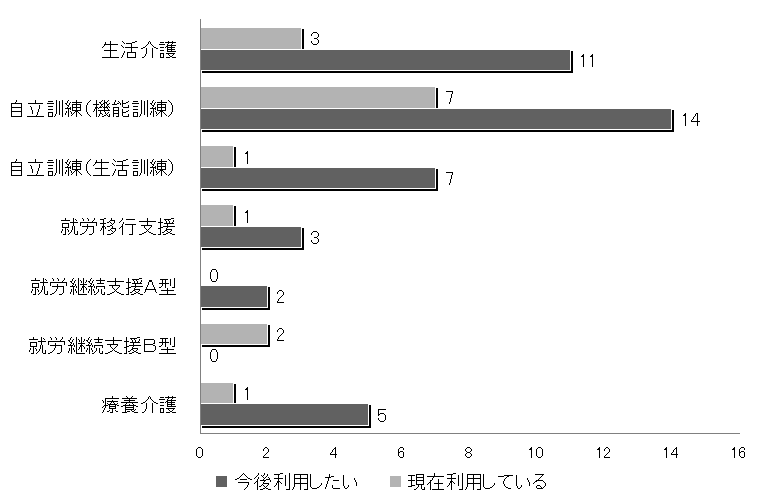 生活介護
3
11
自立訓練(機能訓練)
7
14
自立訓練(生活訓練)
1
7
就労移行支援
1
3
就労継続支援A型
0
2
就労継続支援B型
2
0
療養介護
1
5
0 2 4 6 8 10 12 14 16
今後利用したい 現在利用している